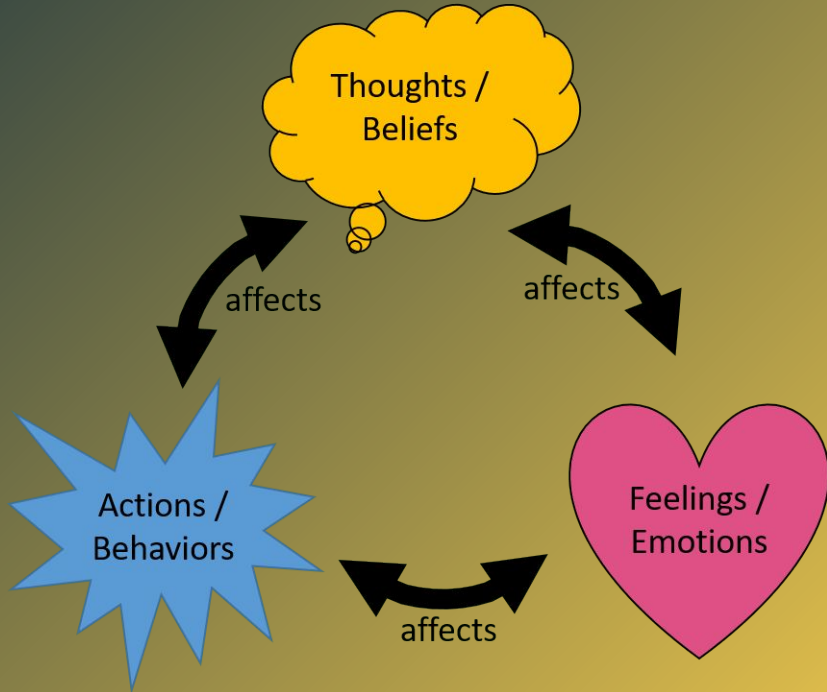 Thoughts /
Beliefs
affects
affects
Actions /
Behaviors
Feelings /
Emotions
affects